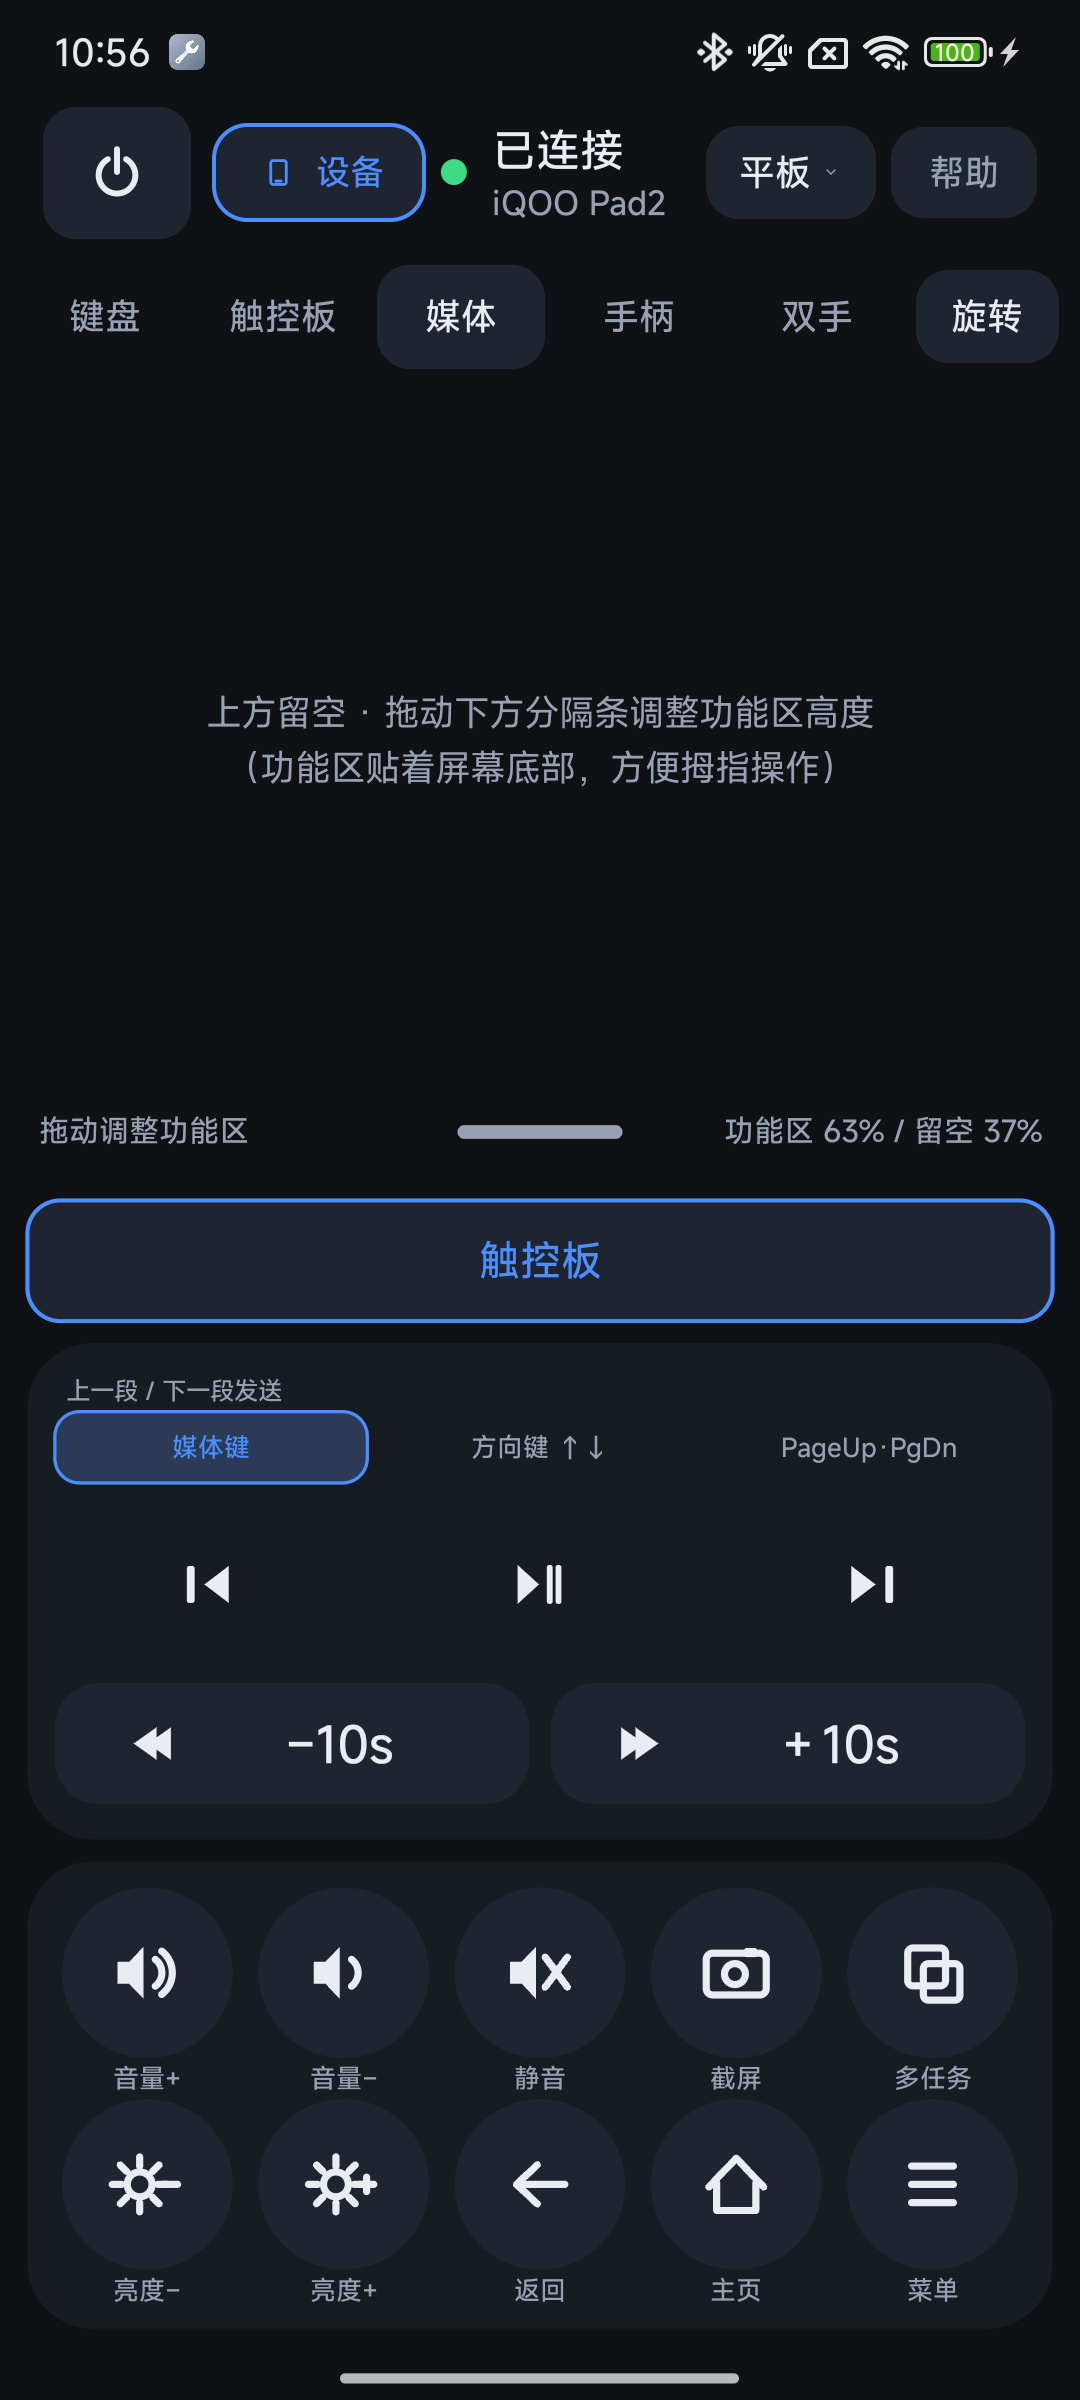 10:56
100
设备
已连接
iQOO Pad2
平板
帮助
键盘
触控板
媒体
手柄
双手
旋转
上方留空 · 拖动下方分隔条调整功能区高度
（功能区贴着屏幕底部，方便拇指操作）
拖动调整功能区
功能区 63% / 留空 37%
触控板
上一段 / 下一段发送
媒体键
方向键 ↑↓
PageUp·PgDn
−10s
+10s
音量+
音量−
静音
截屏
多任务
亮度−
亮度+
返回
主页
菜单